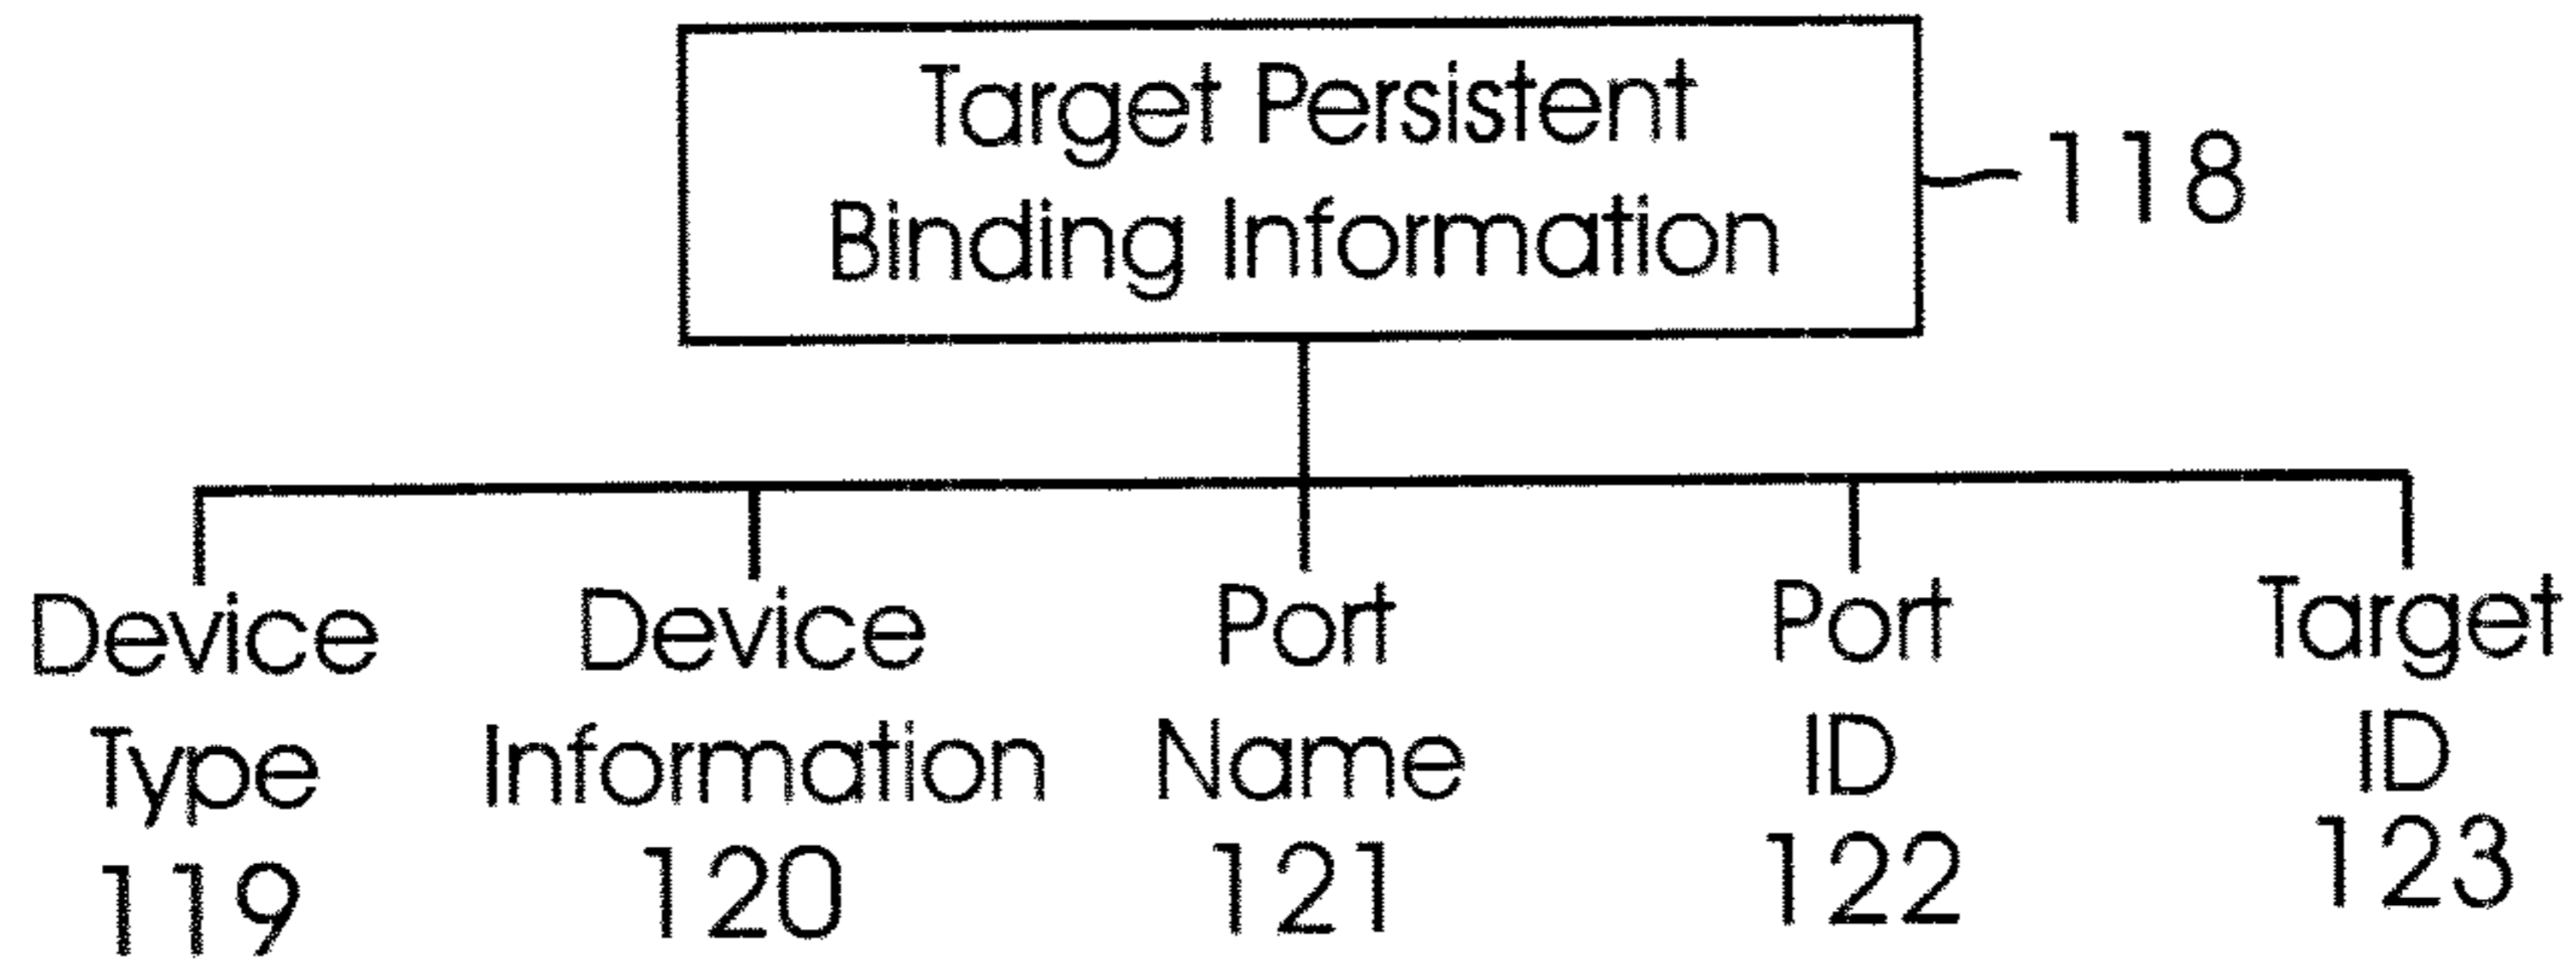 Target Persistent
Binding Information
118
Device
Type
119
Device
Information
120
Port
Name
121
Port
ID
122
Target
ID
123